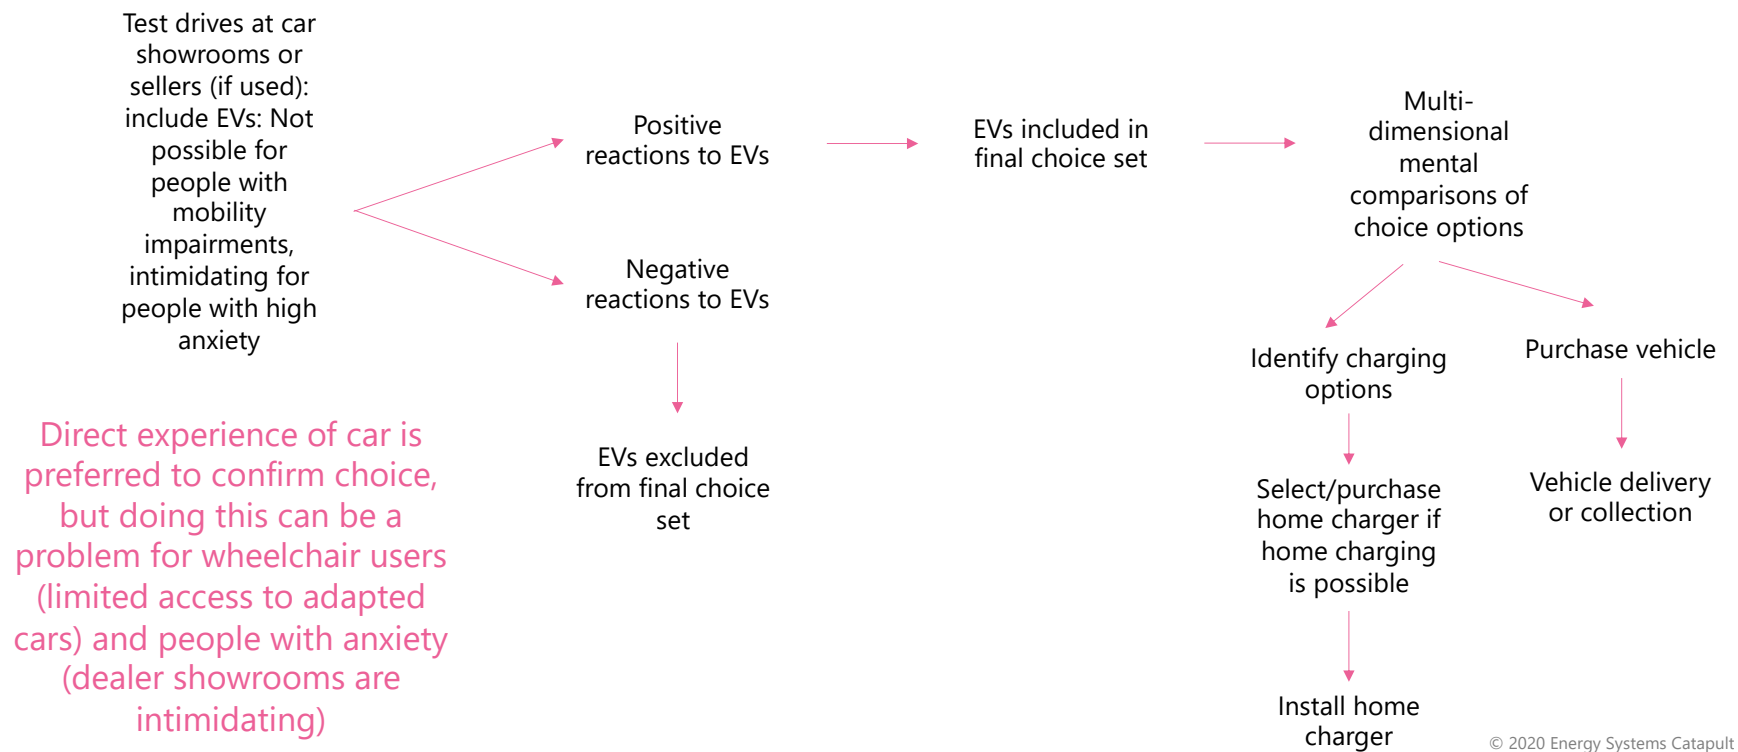 Test drives at car
showrooms or
sellers (if used):
include EVs: Not
possible for
people with
mobility
impairments,
intimidating for
people with high
anxiety
Positive
reactions to EVs
EVs included in
final choice set
Multi-
dimensional
mental
comparisons of
choice options
Negative
reactions to EVs
EVs excluded
from final choice
set
Identify charging
options
Purchase vehicle
Select/purchase
home charger if
home charging
is possible
Vehicle delivery
or collection
Install home
charger
Direct experience of car is
preferred to confirm choice,
but doing this can be a
problem for wheelchair users
(limited access to adapted
cars) and people with anxiety
(dealer showrooms are
intimidating)
© 2020 Energy Systems Catapult